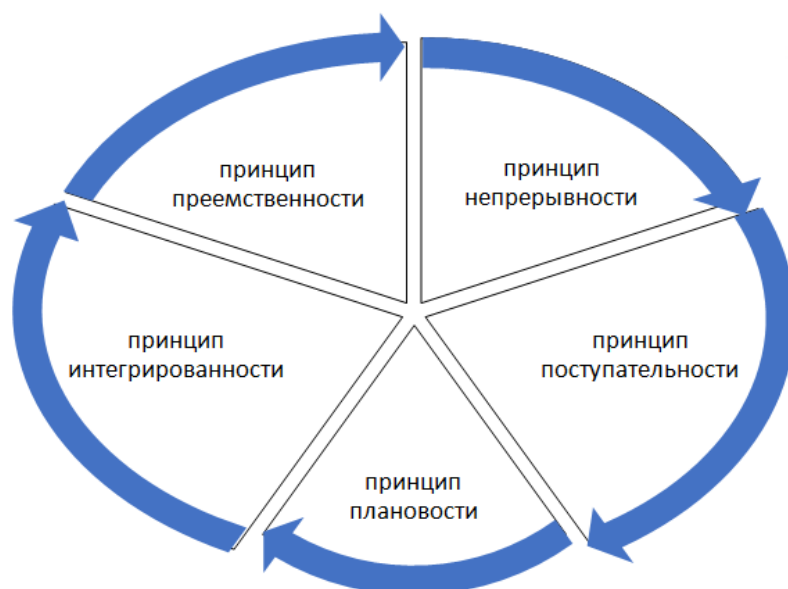 принцип
преемственности
принцип
непрерывности
принцип
интегрированности
принцип
поступательности
принцип
плановости